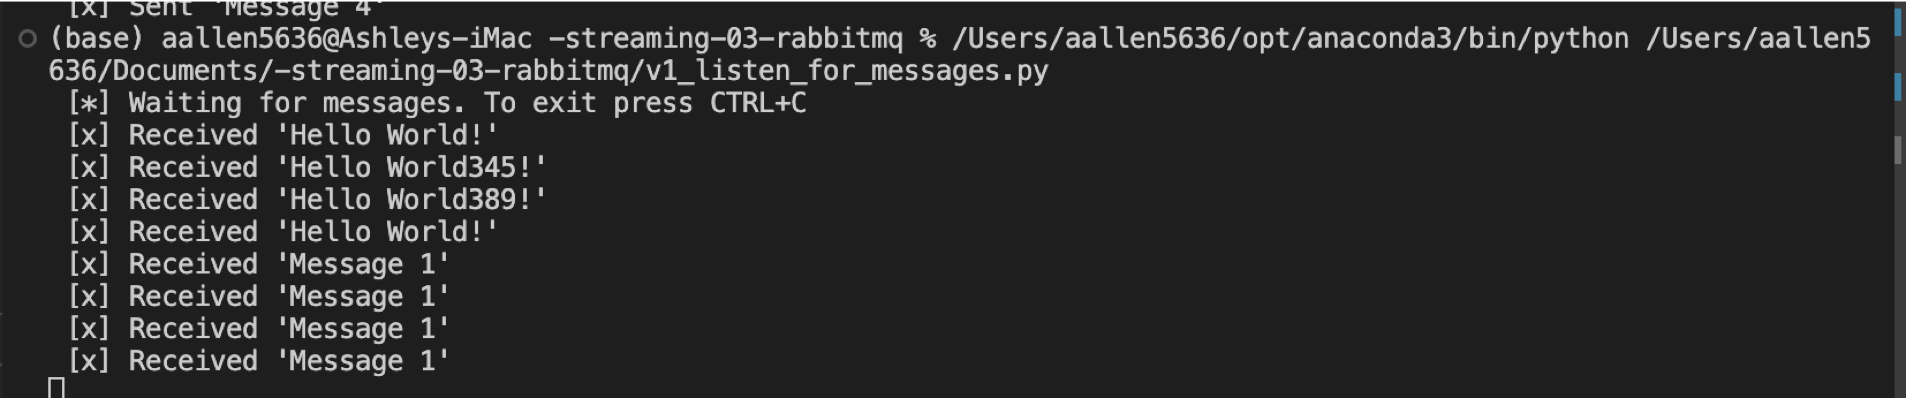 [x] Sent 'Message 4'
(base) aallen5636@Ashleys-iMac -streaming-03-rabbitmq % /Users/aallen5636/opt/anaconda3/bin/python /Users/aallen5
636/Documents/-streaming-03-rabbitmq/v1_listen_for_messages.py
[*] Waiting for messages. To exit press CTRL+C
[x] Received 'Hello World!'
[x] Received 'Hello World345!'
[x] Received 'Hello World389!'
[x] Received 'Hello World!'
[x] Received 'Message 1'
[x] Received 'Message 1'
[x] Received 'Message 1'
[x] Received 'Message 1'